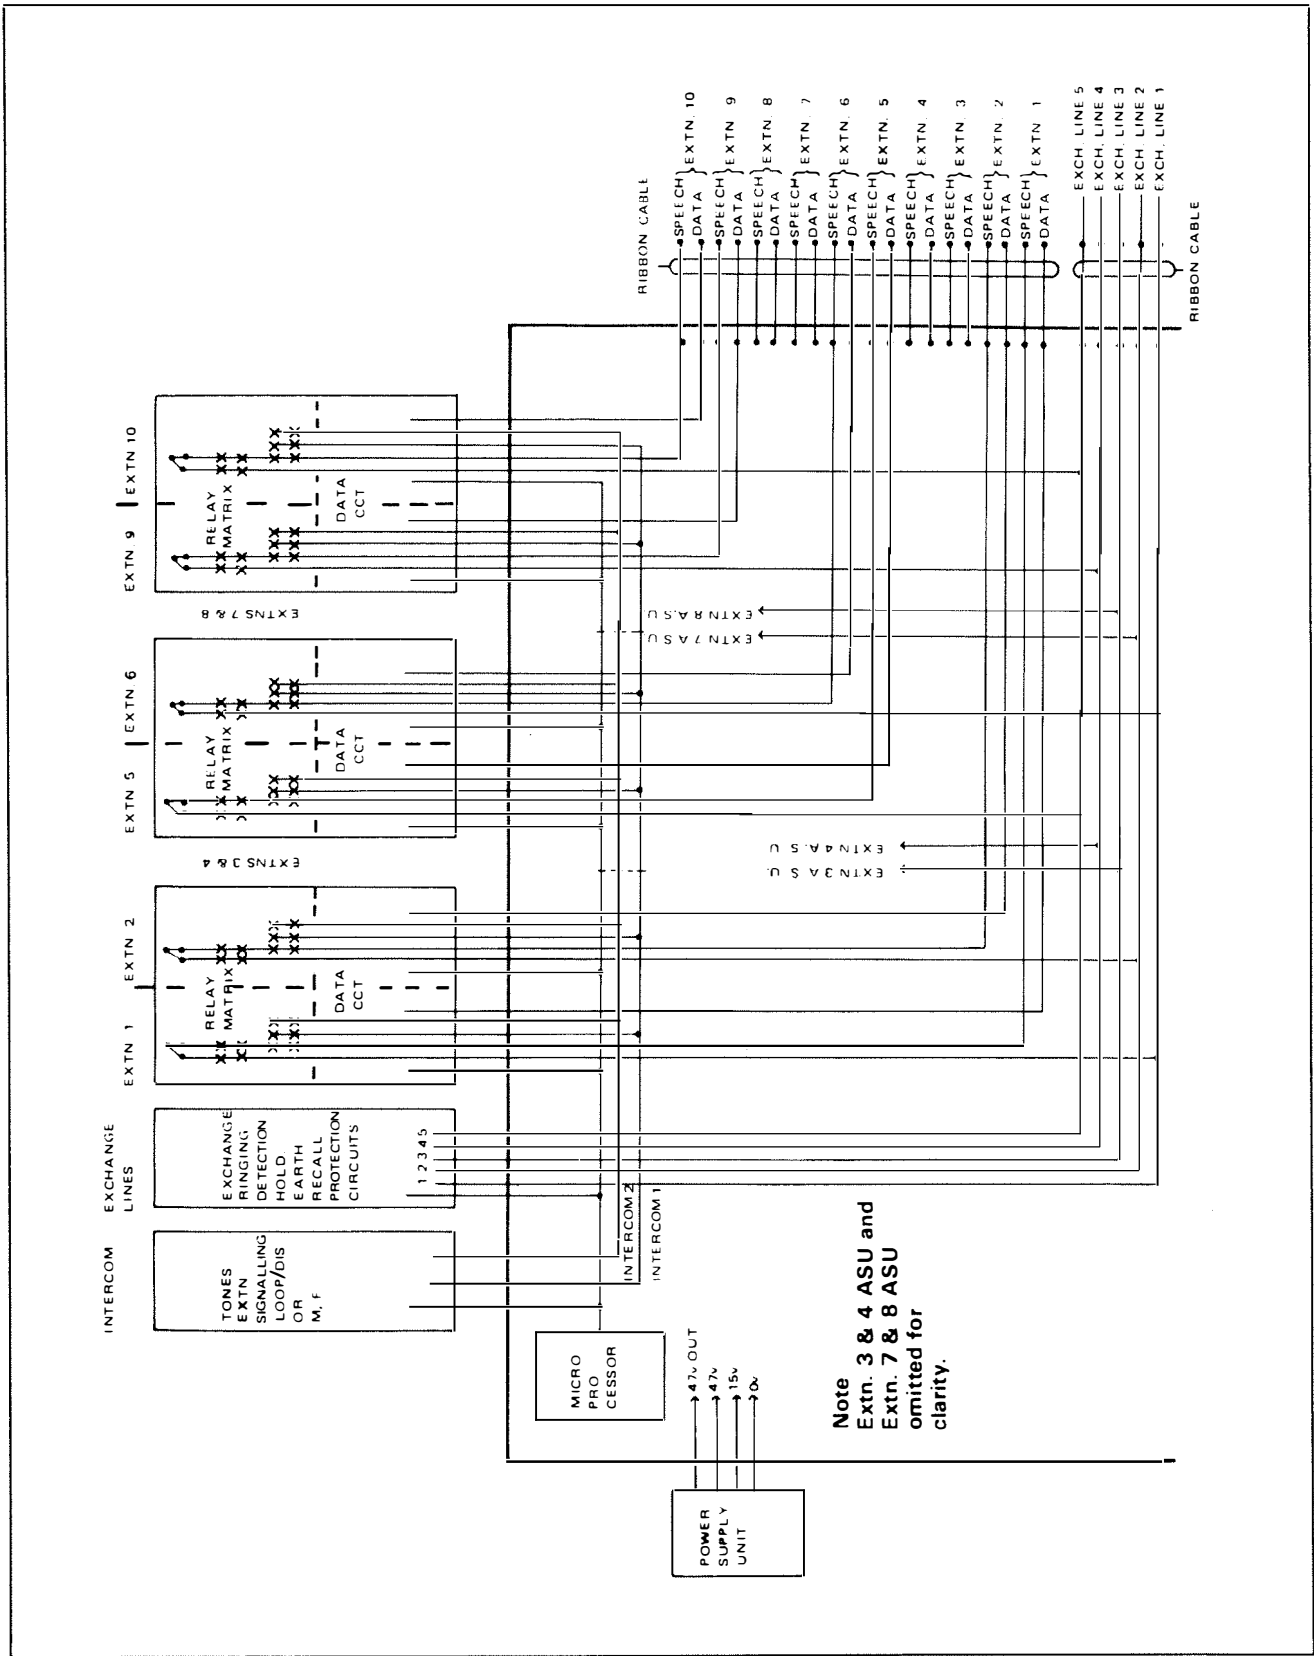 INTERCOM
EXCHANGE
LINES
EXTN 1
EXTN 2
EXTNS 3 & 4
EXTN 5
EXTN 6
EXTNS 7 & 8
EXTN. 9
EXTN 10
TONES
EXTN
SIGNALLING
LOOP/DIS
OR
M, F
EXCHANGE
RINGING
DETECTION
HOLD
EARTH
RECALL
PROTECTION
CIRCUITS
1 2 3 4 5
RELAY
MATRIX
DATA
CCT
RELAY
MATRIX
DATA
CCT
RELAY
MATRIX
DATA
CCT
MICRO
PRO
CESSOR
INTERCOM 2
INTERCOM 1
EXTN 3 A S U.
EXTN 4 A. S U
EXTN 7 A S U
EXTN 8 A.S U.
POWER
SUPPLY
UNIT
47v OUT
47v
15v
0v
Note
Extn. 3 & 4 ASU and
Extn. 7 & 8 ASU
omitted for
clarity.
RIBBON CABLE
SPEECH
DATA
EXTN. 10
SPEECH
DATA
EXTN 9
SPEECH
DATA
EXTN. 8
SPEECH
DATA
EXTN. 7
SPEECH
DATA
EXTN. 6
SPEECH
DATA
EXTN. 5
SPEECH
DATA
EXTN. 4
SPEECH
DATA
EXTN. 3
SPEECH
DATA
EXTN. 2
SPEECH
DATA
EXTN 1
EXCH. LINE 5
EXCH. LINE 4
EXCH. LINE 3
EXCH. LINE 2
EXCH. LINE 1
RIBBON CABLE